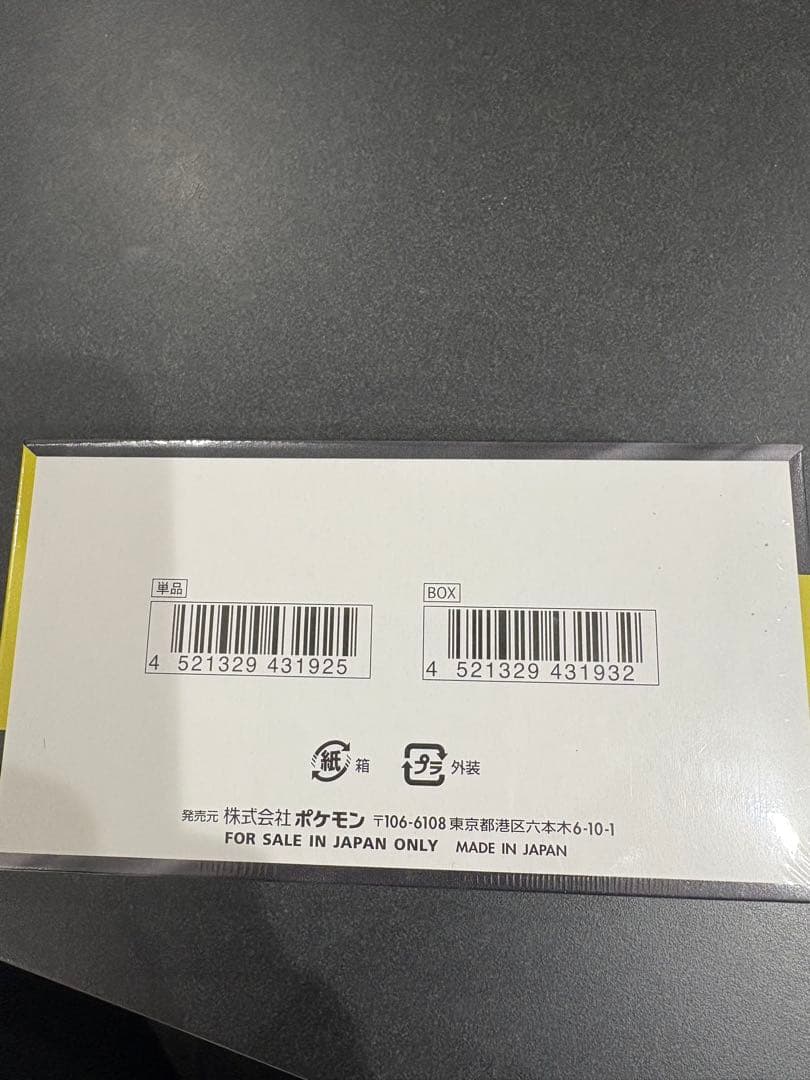 単品
BOX
4 521329 431925
4 521329 431932
紙 箱
プラ 外装
発売元 株式会社 ポケモン 〒106-6108 東京都港区六本木6-10-1
FOR SALE IN JAPAN ONLY MADE IN JAPAN